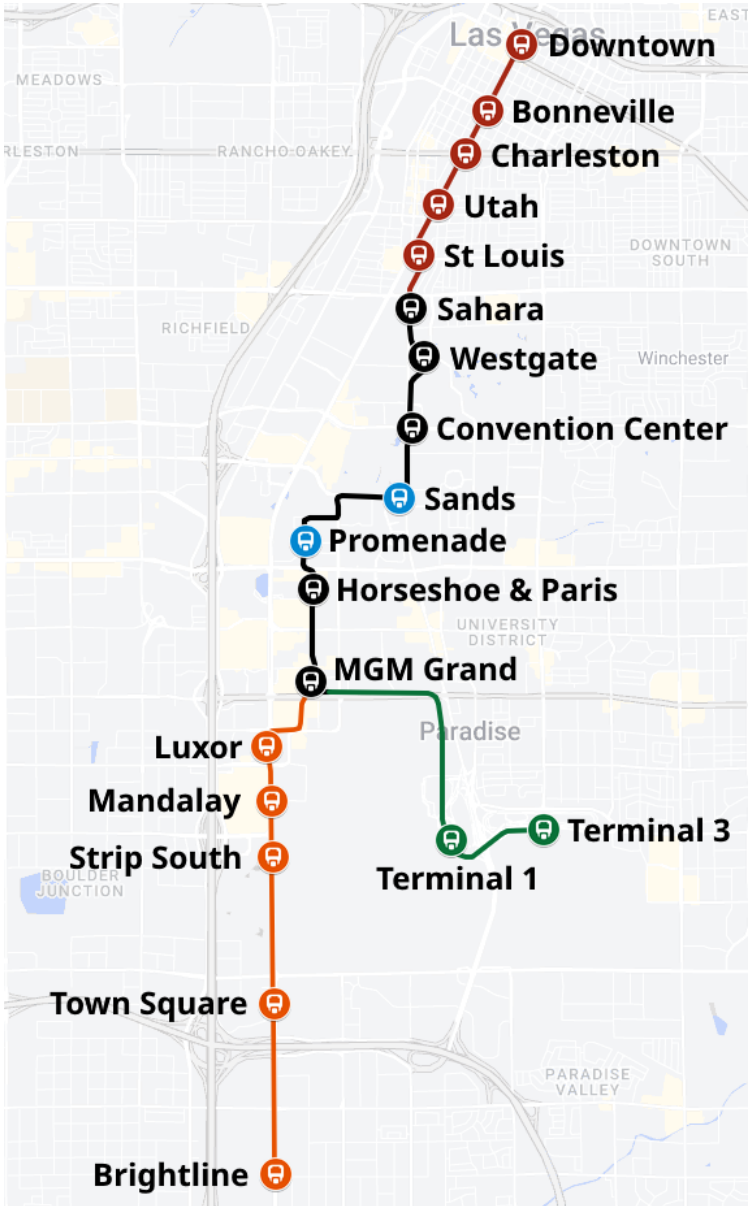 EAST
Las Vegas
Downtown
MEADOWS
Bonneville
RLESTON
RANCHO OAKEY
Charleston
Utah
DOWNTOWN
SOUTH
St Louis
Sahara
RICHFIELD
Westgate
Winchester
Convention Center
Sands
Promenade
Horseshoe & Paris
UNIVERSITY
DISTRICT
MGM Grand
Paradise
Luxor
Mandalay
Terminal 3
Strip South
Terminal 1
BOULDER
JUNCTION
Town Square
PARADISE
VALLEY
Brightline